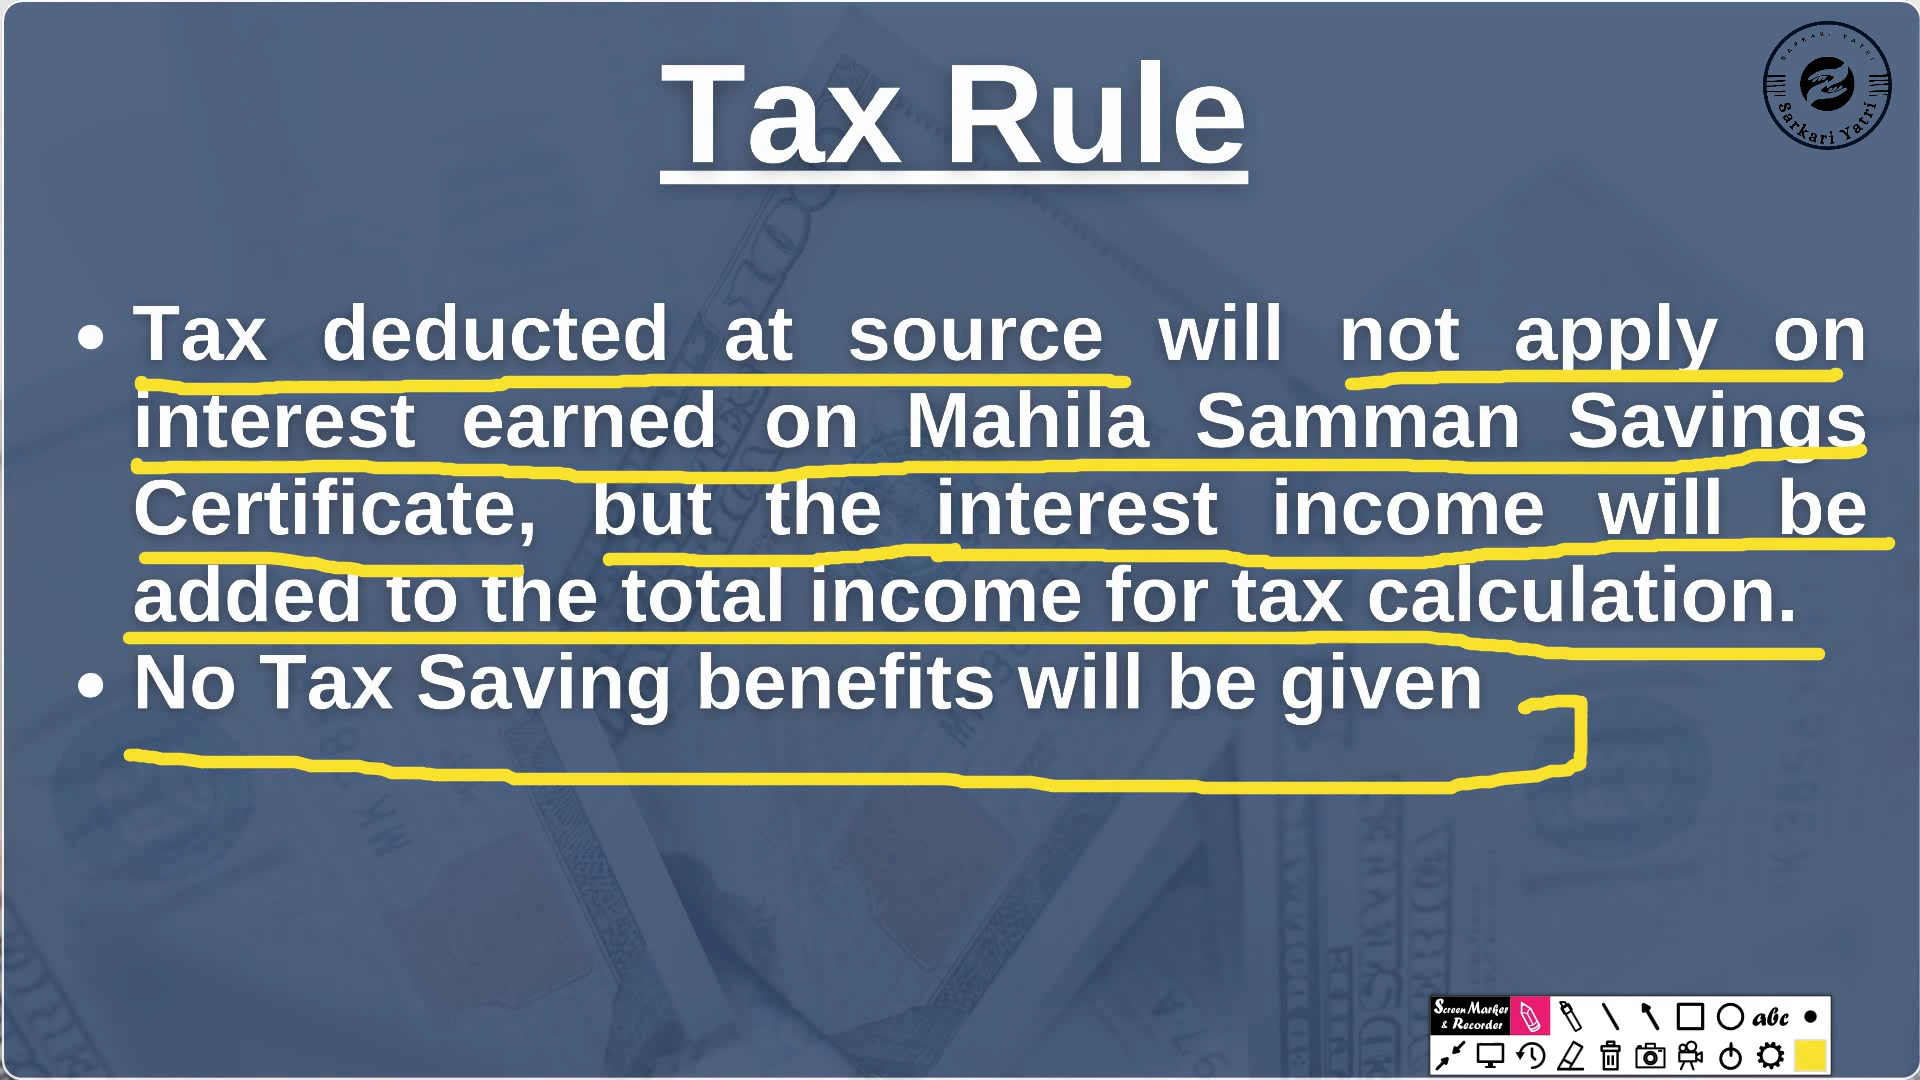 Tax Rule
SARKARI YATRI
Sarkari Yatri
• Tax deducted at source will not apply on
interest earned on Mahila Samman Savings
Certificate, but the interest income will be
added to the total income for tax calculation.
• No Tax Saving benefits will be given
Screen Marker
& Recorder
abc